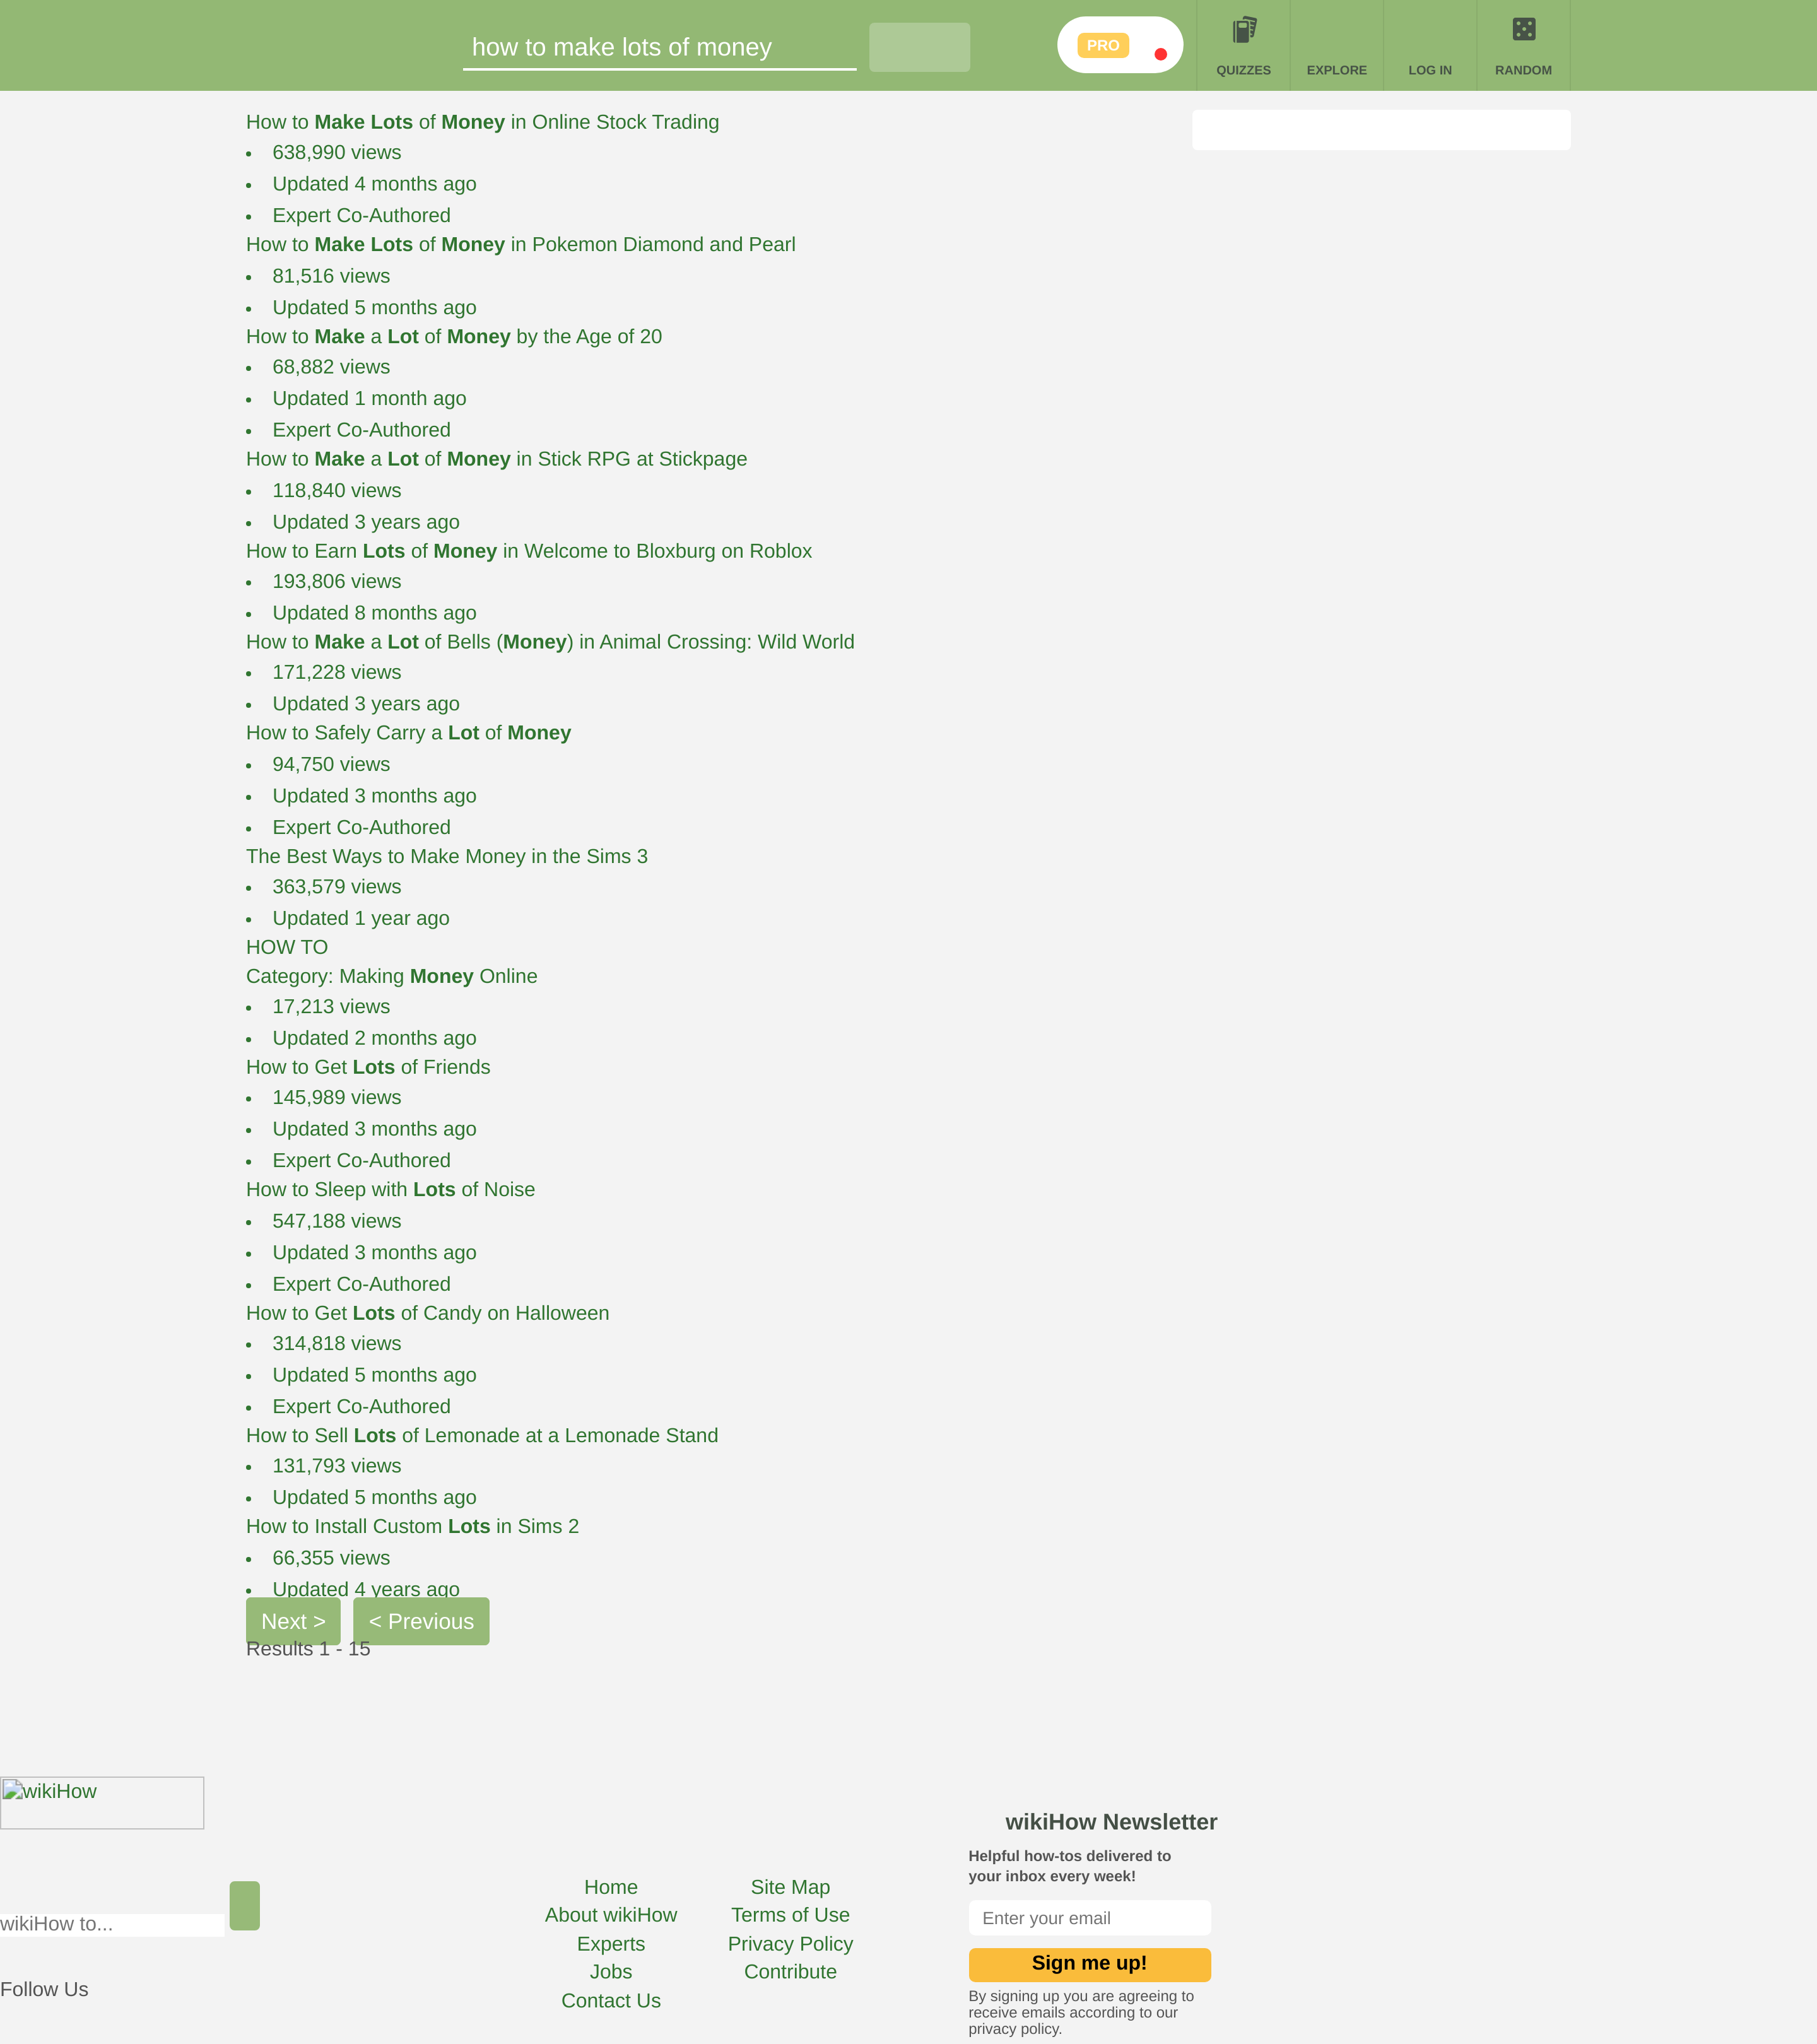 how to make lots of money
PRO
QUIZZES
EXPLORE
LOG IN
RANDOM
How to Make Lots of Money in Online Stock Trading
638,990 views
Updated 4 months ago
Expert Co-Authored
How to Make Lots of Money in Pokemon Diamond and Pearl
81,516 views
Updated 5 months ago
How to Make a Lot of Money by the Age of 20
68,882 views
Updated 1 month ago
Expert Co-Authored
How to Make a Lot of Money in Stick RPG at Stickpage
118,840 views
Updated 3 years ago
How to Earn Lots of Money in Welcome to Bloxburg on Roblox
193,806 views
Updated 8 months ago
How to Make a Lot of Bells (Money) in Animal Crossing: Wild World
171,228 views
Updated 3 years ago
How to Safely Carry a Lot of Money
94,750 views
Updated 3 months ago
Expert Co-Authored
The Best Ways to Make Money in the Sims 3
363,579 views
Updated 1 year ago
HOW TO
Category: Making Money Online
17,213 views
Updated 2 months ago
How to Get Lots of Friends
145,989 views
Updated 3 months ago
Expert Co-Authored
How to Sleep with Lots of Noise
547,188 views
Updated 3 months ago
Expert Co-Authored
How to Get Lots of Candy on Halloween
314,818 views
Updated 5 months ago
Expert Co-Authored
How to Sell Lots of Lemonade at a Lemonade Stand
131,793 views
Updated 5 months ago
How to Install Custom Lots in Sims 2
66,355 views
Updated 4 years ago
Next >
< Previous
Results 1 - 15
wikiHow
wikiHow to...
Follow Us
Home
About wikiHow
Experts
Jobs
Contact Us
Site Map
Terms of Use
Privacy Policy
Contribute
wikiHow Newsletter
Helpful how-tos delivered to
your inbox every week!
Enter your email
Sign me up!
By signing up you are agreeing to
receive emails according to our
privacy policy.